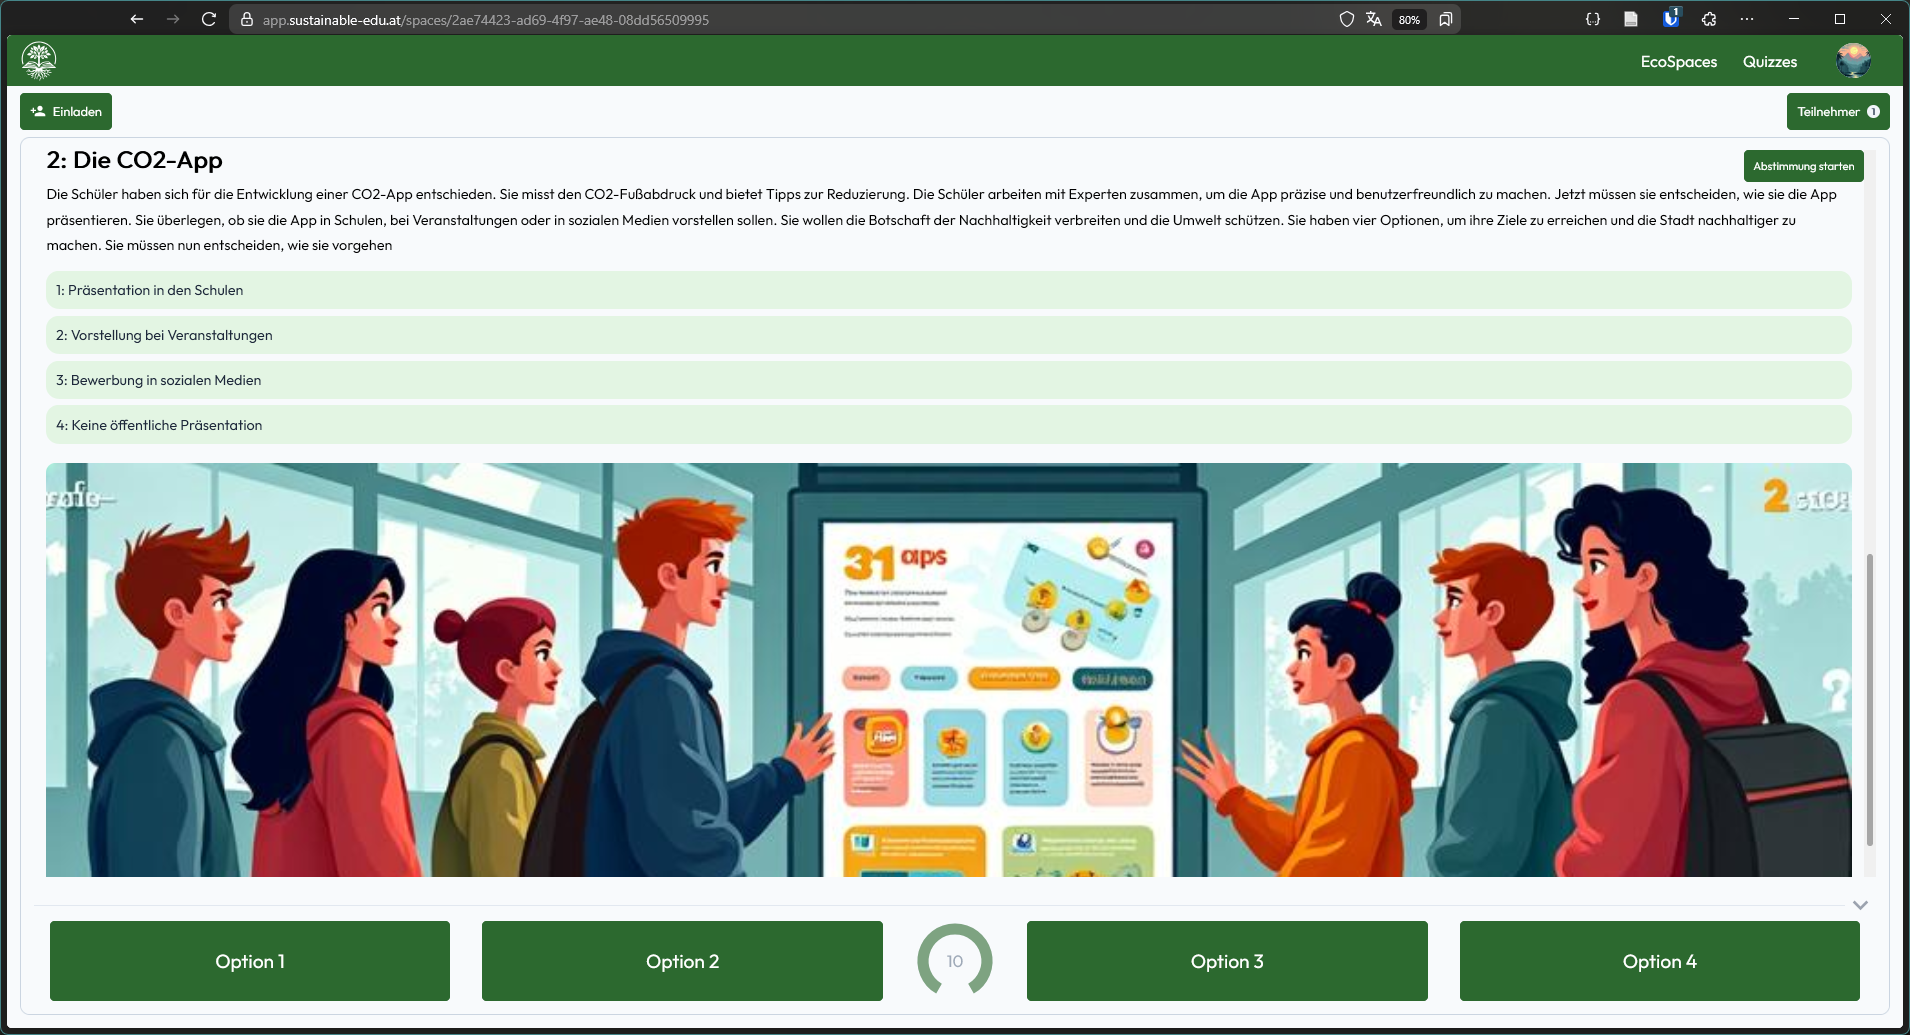 app.sustainable-edu.at/spaces/2ae74423-ad69-4f97-ae48-08dd56509995
80%
1
EcoSpaces
Quizzes
Einladen
Teilnehmer 1
2: Die CO2-App
Abstimmung starten
Die Schüler haben sich für die Entwicklung einer CO2-App entschieden. Sie misst den CO2-Fußabdruck und bietet Tipps zur Reduzierung. Die Schüler arbeiten mit Experten zusammen, um die App präzise und benutzerfreundlich zu machen. Jetzt müssen sie entscheiden, wie sie die App
präsentieren. Sie überlegen, ob sie die App in Schulen, bei Veranstaltungen oder in sozialen Medien vorstellen sollen. Sie wollen die Botschaft der Nachhaltigkeit verbreiten und die Umwelt schützen. Sie haben vier Optionen, um ihre Ziele zu erreichen und die Stadt nachhaltiger zu
machen. Sie müssen nun entscheiden, wie sie vorgehen
1: Präsentation in den Schulen
2: Vorstellung bei Veranstaltungen
3: Bewerbung in sozialen Medien
4: Keine öffentliche Präsentation
2
31 aps
?
Option 1
Option 2
10
Option 3
Option 4